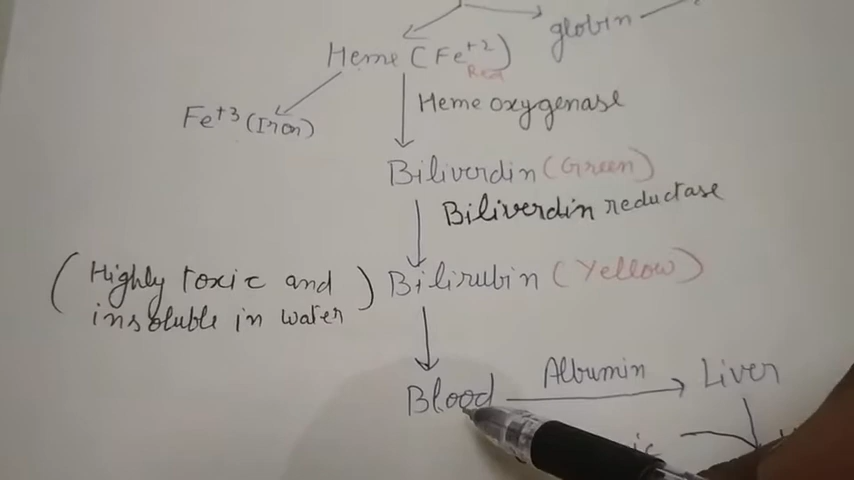 globin
Heme (Fe+2)
Red
Fe+3 (Iron)
Heme oxygenase
Biliverdin (Green)
Biliverdin reductase
(Highly toxic and
insoluble in water)
Bilirubin (Yellow)
Blood
Albumin
Liver